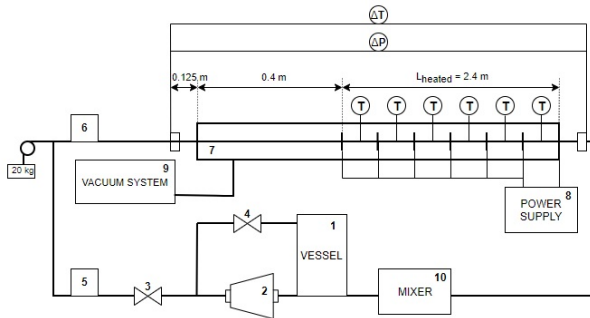 ΔT
ΔP
0.125 m
0.4 m
Lheated = 2.4 m
T T T T T T
6
7
20 kg
9
VACUUM SYSTEM
8
POWER
SUPPLY
4
1
VESSEL
5
3
2
10
MIXER